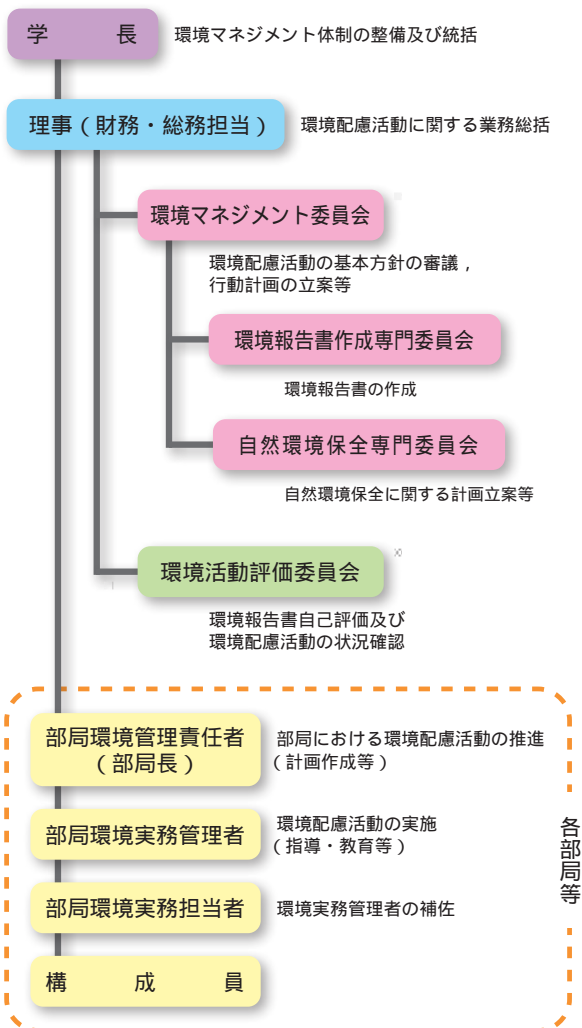 学長
環境マネジメント体制の整備及び統括
理事(財務・総務担当)
環境配慮活動に関する業務総括
環境マネジメント委員会
環境配慮活動の基本方針の審議,
行動計画の立案等
環境報告書作成専門委員会
環境報告書の作成
自然環境保全専門委員会
自然環境保全に関する計画立案等
環境活動評価委員会
環境報告書自己評価及び
環境配慮活動の状況確認
部局環境管理責任者
(部局長)
部局における環境配慮活動の推進
(計画作成等)
部局環境実務管理者
環境配慮活動の実施
(指導・教育等)
部局環境実務担当者
環境実務管理者の補佐
構成員
各部局等